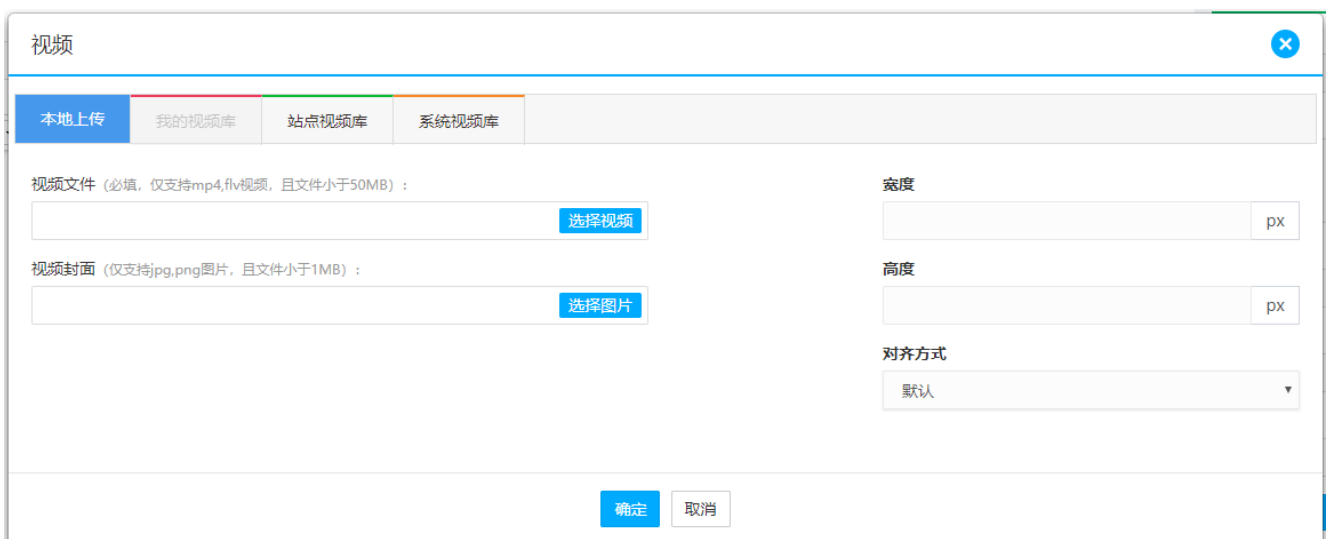 视频
本地上传 我的视频库 站点视频库 系统视频库
视频文件（必填，仅支持mp4,flv视频，且文件小于50MB）：
选择视频
视频封面（仅支持jpg,png图片，且文件小于1MB）：
选择图片
宽度
px
高度
px
对齐方式
默认
确定 取消